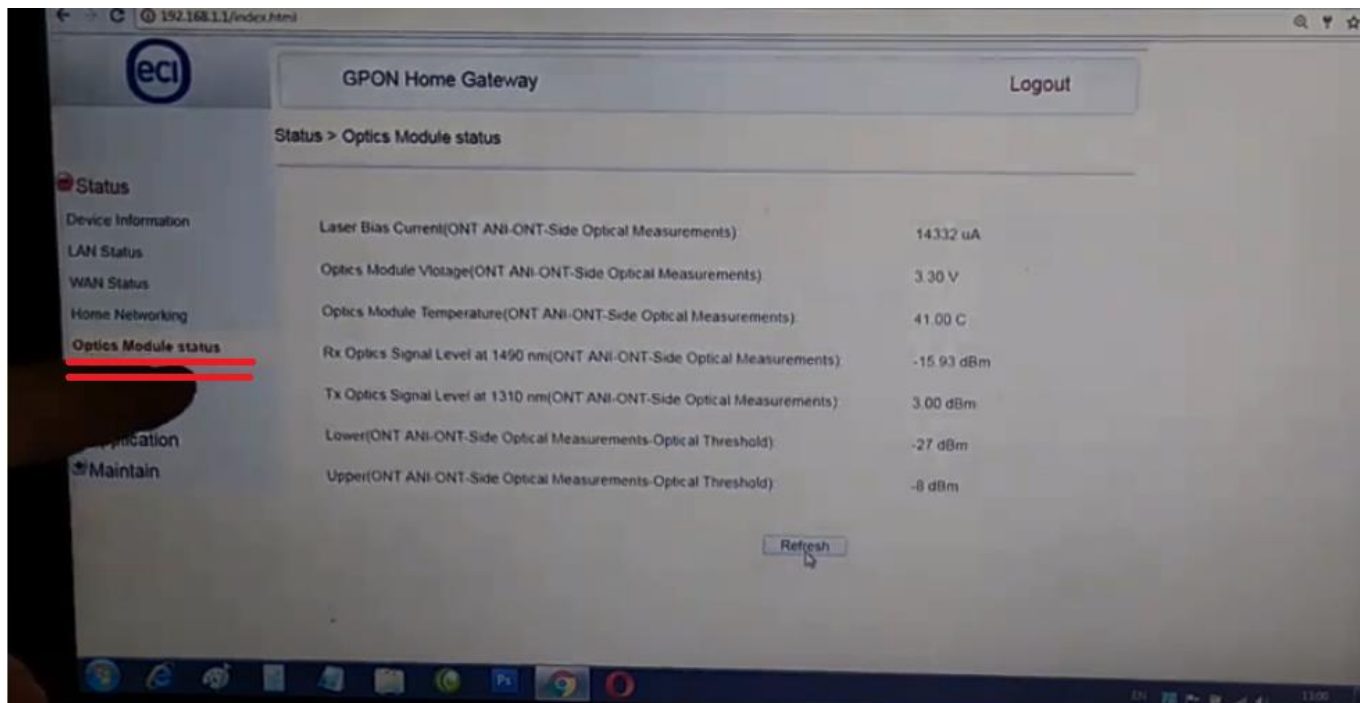 192.168.1.1/index.html
eci
GPON Home Gateway
Logout
Status > Optics Module status
Status
Device Information
LAN Status
WAN Status
Home Networking
Optics Module status
Maintain
Laser Bias Current(ONT ANI-ONT-Side Optical Measurements) 14332 uA
Optics Module Vlotage(ONT ANI-ONT-Side Optical Measurements) 3.30 V
Optics Module Temperature(ONT ANI-ONT-Side Optical Measurements) 41.00 C
Rx Optics Signal Level at 1490 nm(ONT ANI-ONT-Side Optical Measurements) -15.93 dBm
Tx Optics Signal Level at 1310 nm(ONT ANI-ONT-Side Optical Measurements) 3.00 dBm
Lower(ONT ANI-ONT-Side Optical Measurements-Optical Threshold) -27 dBm
Upper(ONT ANI-ONT-Side Optical Measurements-Optical Threshold) -8 dBm
Refresh
Ps
EN
11:00